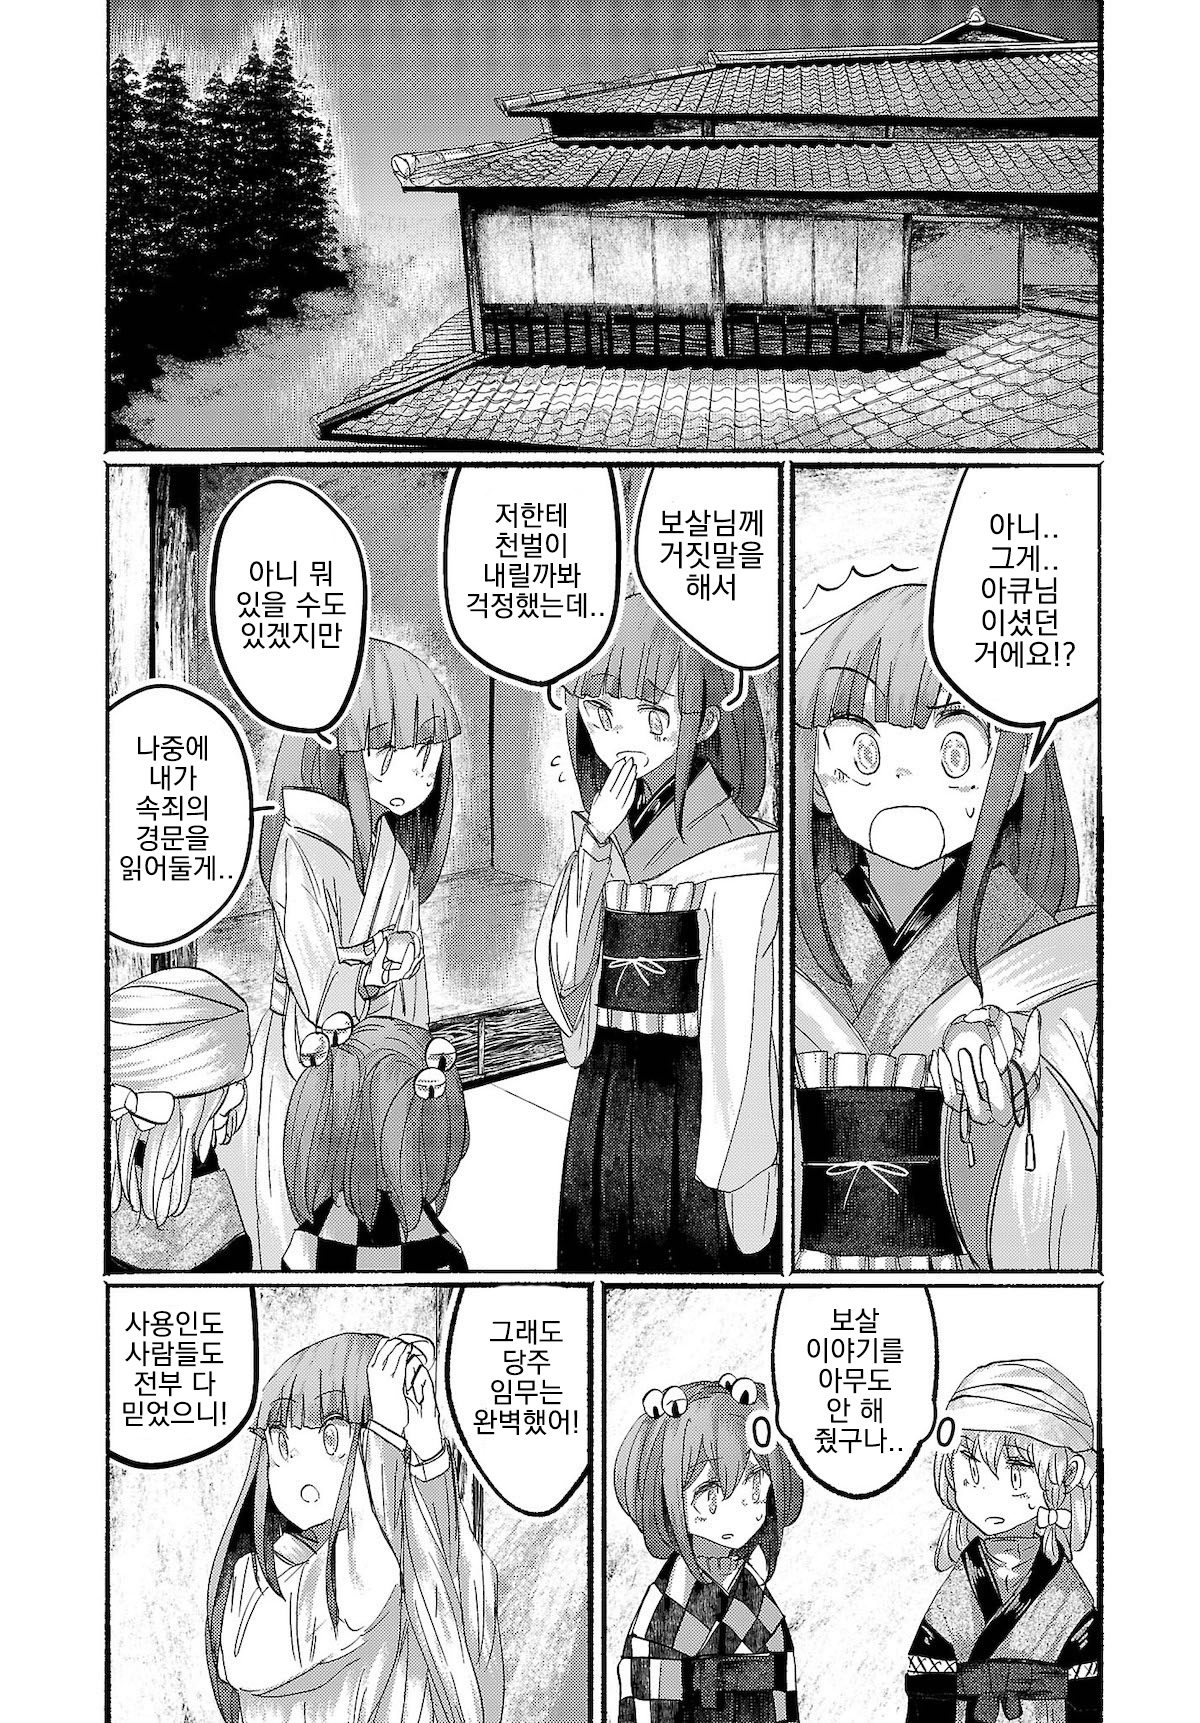 아니..
그게..
아큐님
이셨던
거에요!?
보살님께
거짓말을
해서
저한테
천벌이
내릴까봐
걱정했는데..
아니 뭐
있을 수도
있겠지만
나중에
내가
속죄의
경문을
읽어둘게..
보살
이야기를
아무도
안 해
줬구나..
그래도
당주
임무는
완벽했어!
사용인도
사람들도
전부 다
믿었으니!